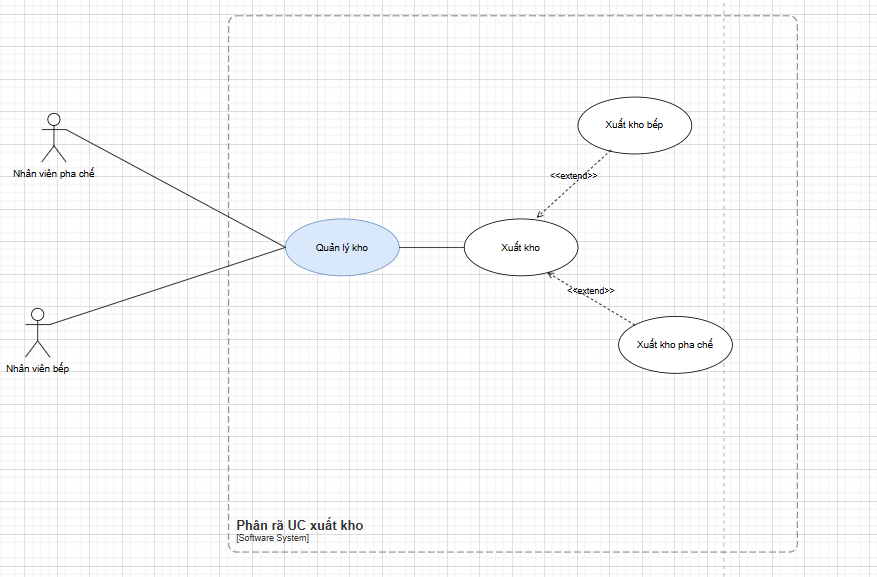 Xuất kho bếp
Nhân viên pha chế
<<extend>>
Quản lý kho
Xuất kho
<<extend>>
Xuất kho pha chế
Nhân viên bếp
Phân rã UC xuất kho
[Software System]